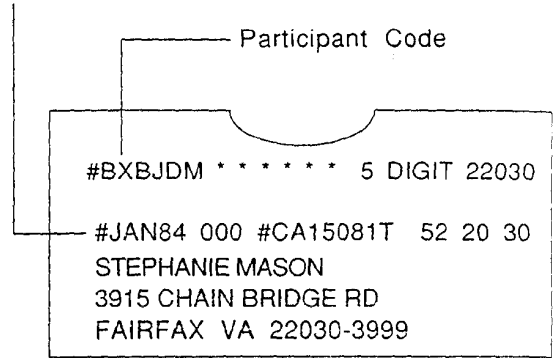 Participant Code
#BXBJDM * * * * * * 5 DIGIT 22030
#JAN84 000 #CA15081T 52 20 30
STEPHANIE MASON
3915 CHAIN BRIDGE RD
FAIRFAX VA 22030-3999